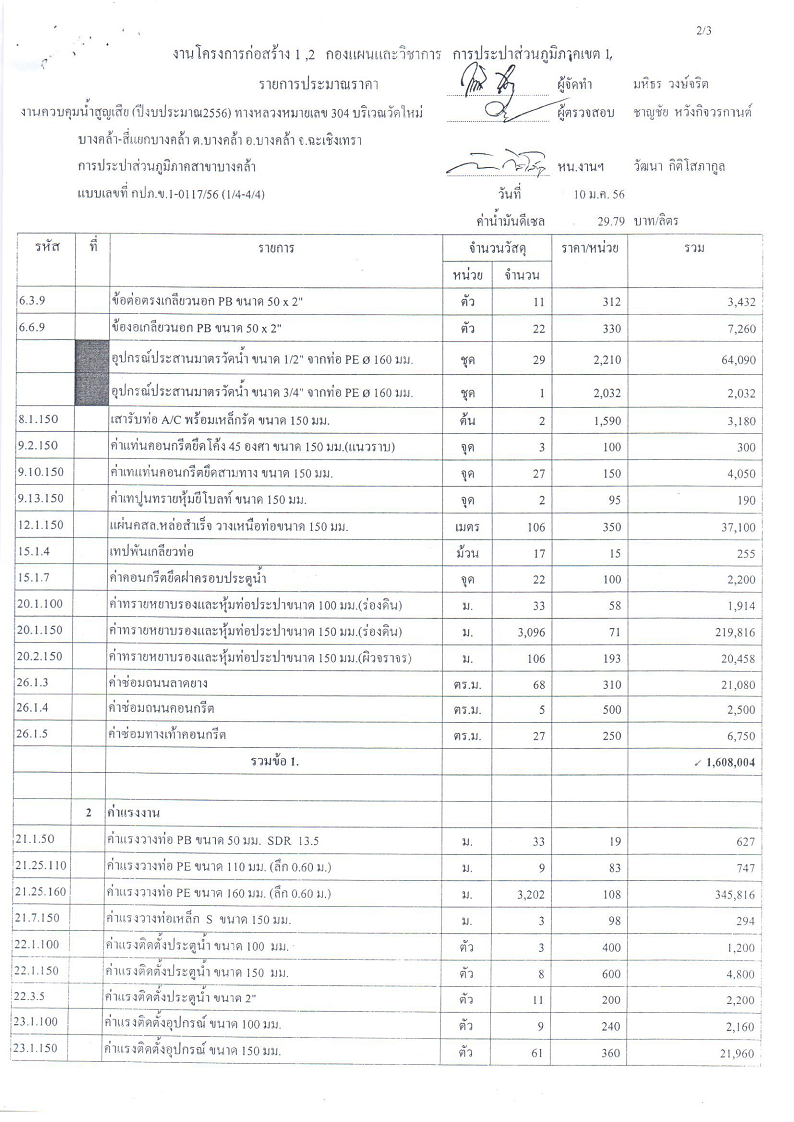 2/3
งานโครงการก่อสร้าง 1 ,2 กองแผนและวิชาการ การประปาส่วนภูมิภาคเขต 1,
รายการประมาณราคา ผู้จัดทำ มหิธร วงษ์จริต
งานควบคุมน้ำสูญเสีย (ปีงบประมาณ2556) ทางหลวงหมายเลข 304 บริเวณวัดใหม่ ผู้ตรวจสอบ ชาญชัย หวังกิจวรกานต์
บางคล้า-สี่แยกบางคล้า ต.บางคล้า อ.บางคล้า จ.ฉะเชิงเทรา
การประปาส่วนภูมิภาคสาขาบางคล้า หน.งานฯ วัฒนา กิติโสภากูล
แบบเลขที่ กปภ.ข.1-0117/56 (1/4-4/4) วันที่ 10 ม.ค. 56
ค่าน้ำมันดีเซล 29.79 บาท/ลิตร
รหัส ที่ รายการ จำนวนวัสดุ ราคา/หน่วย รวม
หน่วย จำนวน
6.3.9 ข้อต่อตรงเกลียวนอก PB ขนาด 50 x 2" ตัว 11 312 3,432
6.6.9 ข้องอเกลียวนอก PB ขนาด 50 x 2" ตัว 22 330 7,260
อุปกรณ์ประสานมาตรวัดน้ำ ขนาด 1/2" จากท่อ PE ø 160 มม. ชุด 29 2,210 64,090
อุปกรณ์ประสานมาตรวัดน้ำ ขนาด 3/4" จากท่อ PE ø 160 มม. ชุด 1 2,032 2,032
8.1.150 เสารับท่อ A/C พร้อมเหล็กรัด ขนาด 150 มม. ต้น 2 1,590 3,180
9.2.150 ค่าแท่นคอนกรีตยึดโค้ง 45 องศา ขนาด 150 มม.(แนวราบ) จุด 3 100 300
9.10.150 ค่าเทแท่นคอนกรีตยึดสามทาง ขนาด 150 มม. จุด 27 150 4,050
9.13.150 ค่าเทปูนทรายหุ้มยีโบลท์ ขนาด 150 มม. จุด 2 95 190
12.1.150 แผ่นคสล.หล่อสำเร็จ วางเหนือท่อขนาด 150 มม. เมตร 106 350 37,100
15.1.4 เทปพันเกลียวท่อ ม้วน 17 15 255
15.1.7 ค่าคอนกรีตยึดฝาครอบประตูน้ำ จุด 22 100 2,200
20.1.100 ค่าทรายหยาบรองและหุ้มท่อประปาขนาด 100 มม.(ร่องดิน) ม. 33 58 1,914
20.1.150 ค่าทรายหยาบรองและหุ้มท่อประปาขนาด 150 มม.(ร่องดิน) ม. 3,096 71 219,816
20.2.150 ค่าทรายหยาบรองและหุ้มท่อประปาขนาด 150 มม.(ผิวจราจร) ม. 106 193 20,458
26.1.3 ค่าซ่อมถนนลาดยาง ตร.ม. 68 310 21,080
26.1.4 ค่าซ่อมถนนคอนกรีต ตร.ม. 5 500 2,500
26.1.5 ค่าซ่อมทางเท้าคอนกรีต ตร.ม. 27 250 6,750
รวมข้อ 1. ✓ 1,608,004
2 ค่าแรงงาน
21.1.50 ค่าแรงวางท่อ PB ขนาด 50 มม. SDR 13.5 ม. 33 19 627
21.25.110 ค่าแรงวางท่อ PE ขนาด 110 มม. (ลึก 0.60 ม.) ม. 9 83 747
21.25.160 ค่าแรงวางท่อ PE ขนาด 160 มม. (ลึก 0.60 ม.) ม. 3,202 108 345,816
21.7.150 ค่าแรงวางท่อเหล็ก S ขนาด 150 มม. ม. 3 98 294
22.1.100 ค่าแรงติดตั้งประตูน้ำ ขนาด 100 มม. ตัว 3 400 1,200
22.1.150 ค่าแรงติดตั้งประตูน้ำ ขนาด 150 มม. ตัว 8 600 4,800
22.3.5 ค่าแรงติดตั้งประตูน้ำ ขนาด 2" ตัว 11 200 2,200
23.1.100 ค่าแรงติดตั้งอุปกรณ์ ขนาด 100 มม. ตัว 9 240 2,160
23.1.150 ค่าแรงติดตั้งอุปกรณ์ ขนาด 150 มม. ตัว 61 360 21,960